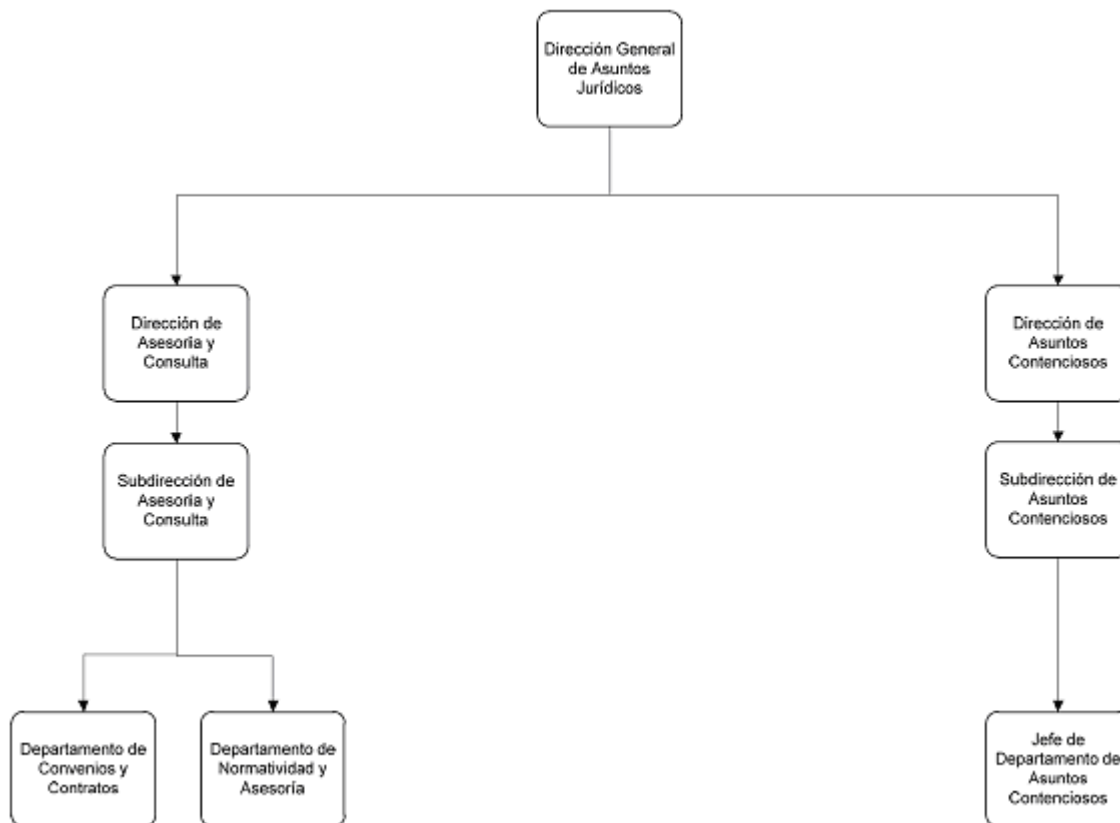 Dirección General
de Asuntos
Jurídicos
Dirección de
Asesoría y
Consulta
Dirección de
Asuntos
Contenciosos
Subdirección de
Asesoría y
Consulta
Subdirección de
Asuntos
Contenciosos
Departamento de
Convenios y
Contratos
Departamento de
Normatividad y
Asesoría
Jefe de
Departamento de
Asuntos
Contenciosos